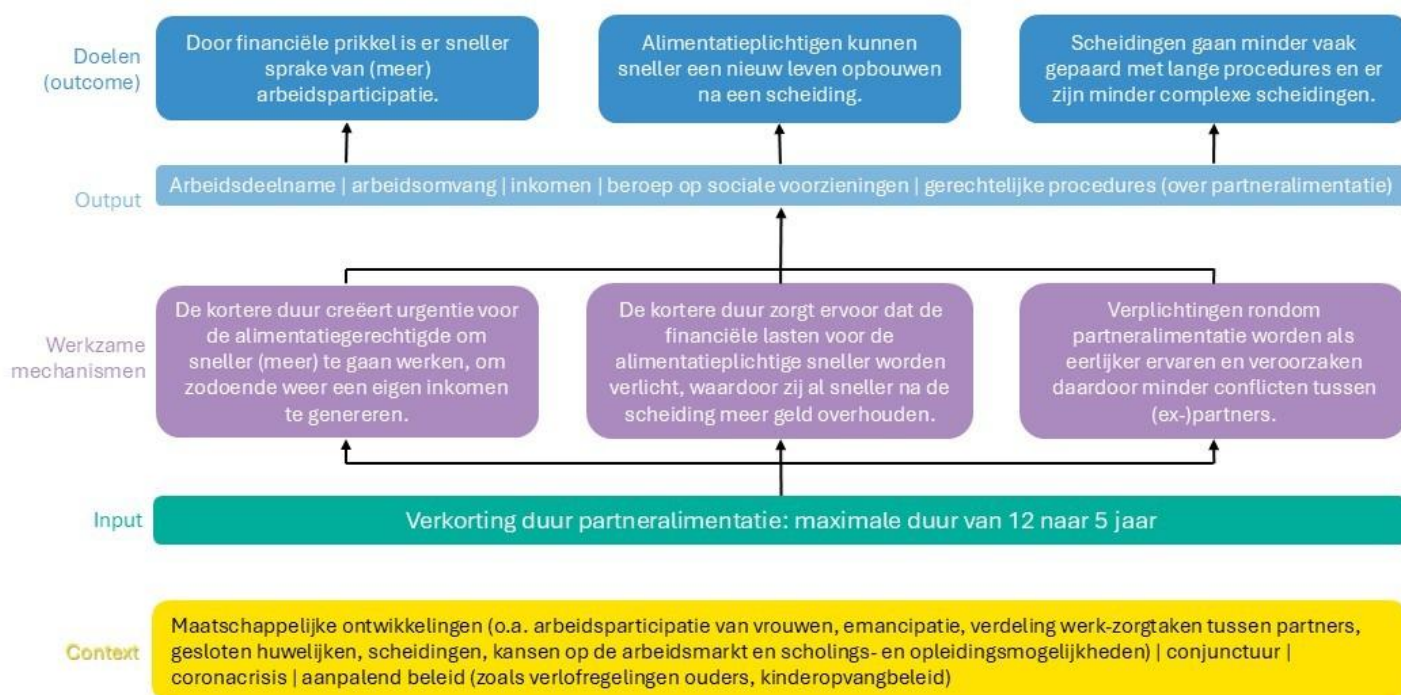 Doelen
(outcome)
Door financiële prikkel is er sneller
sprake van (meer)
arbeidsparticipatie.
Alimentatieplichtigen kunnen
sneller een nieuw leven opbouwen
na een scheiding.
Scheidingen gaan minder vaak
gepaard met lange procedures en er
zijn minder complexe scheidingen.
Output
Arbeidsdeelname | arbeidsomvang | inkomen | beroep op sociale voorzieningen | gerechtelijke procedures (over partneralimentatie)
Werkzame
mechanismen
De kortere duur creëert urgentie voor
de alimentatiegerechtigde om
sneller (meer) te gaan werken, om
zodoende weer een eigen inkomen
te genereren.
De kortere duur zorgt ervoor dat de
financiële lasten voor de
alimentatieplichtige sneller worden
verlicht, waardoor zij al sneller na de
scheiding meer geld overhouden.
Verplichtingen rondom
partneralimentatie worden als
eerlijker ervaren en veroorzaken
daardoor minder conflicten tussen
(ex-)partners.
Input
Verkorting duur partneralimentatie: maximale duur van 12 naar 5 jaar
Context
Maatschappelijke ontwikkelingen (o.a. arbeidsparticipatie van vrouwen, emancipatie, verdeling werk-zorgtaken tussen partners,
gesloten huwelijken, scheidingen, kansen op de arbeidsmarkt en scholings- en opleidingsmogelijkheden) | conjunctuur |
coronacrisis | aanpalend beleid (zoals verlofregelingen ouders, kinderopvangbeleid)